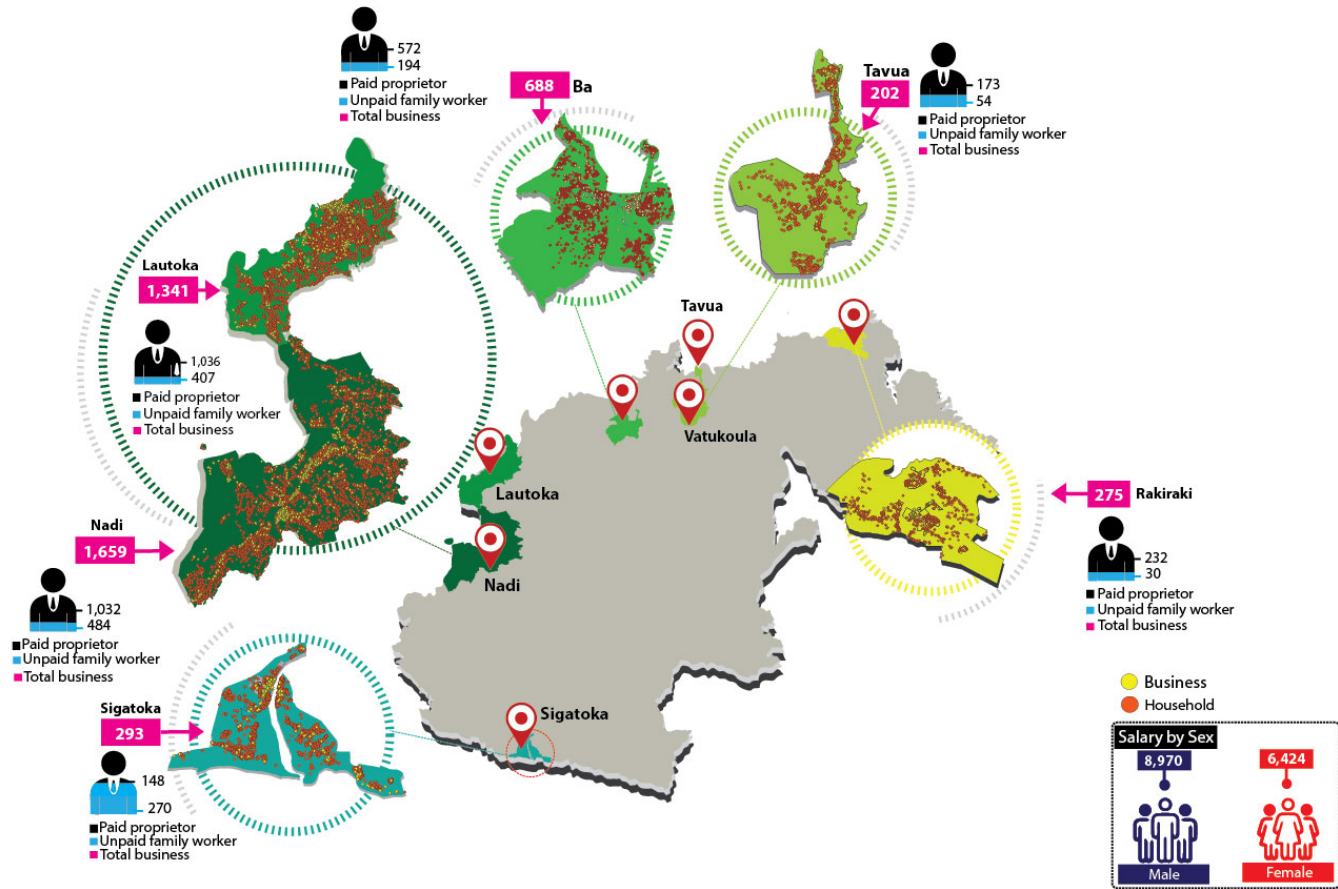 572
194
Paid proprietor
Unpaid family worker
Total business
688
Ba
Tavua
202
173
54
Paid proprietor
Unpaid family worker
Total business
Lautoka
1,341
1,036
407
Paid proprietor
Unpaid family worker
Total business
Tavua
Vatukoula
Lautoka
Nadi
Sigatoka
275
Rakiraki
232
30
Paid proprietor
Unpaid family worker
Total business
Nadi
1,659
1,032
484
Paid proprietor
Unpaid family worker
Total business
Sigatoka
293
148
270
Paid proprietor
Unpaid family worker
Total business
Business
Household
Salary by Sex
8,970
6,424
Male
Female